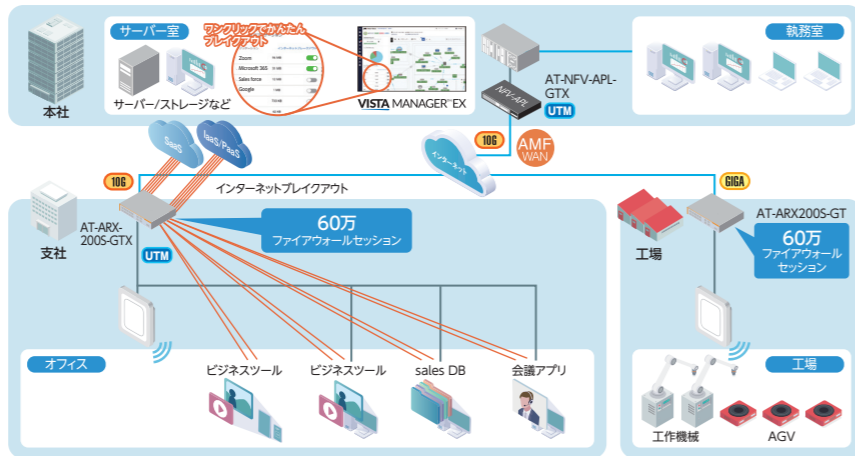 サーバー室
ワンクリックでかんたん
ブレイクアウト
Zoom
Microsoft 365
Sales force
Google
サーバー/ストレージなど
VISTA MANAGER™EX
本社
NFV-APL
AT-NFV-APL-
GTX
UTM
執務室
SaaS
IaaS/PaaS
インターネット
10G
AMF
WAN
10G
インターネットブレイクアウト
GIGA
支社
AT-ARX-
200S-GTX
UTM
60万
ファイアウォールセッション
工場
AT-ARX200S-GT
60万
ファイアウォール
セッション
オフィス
ビジネスツール
ビジネスツール
sales DB
会議アプリ
工場
工作機械
AGV